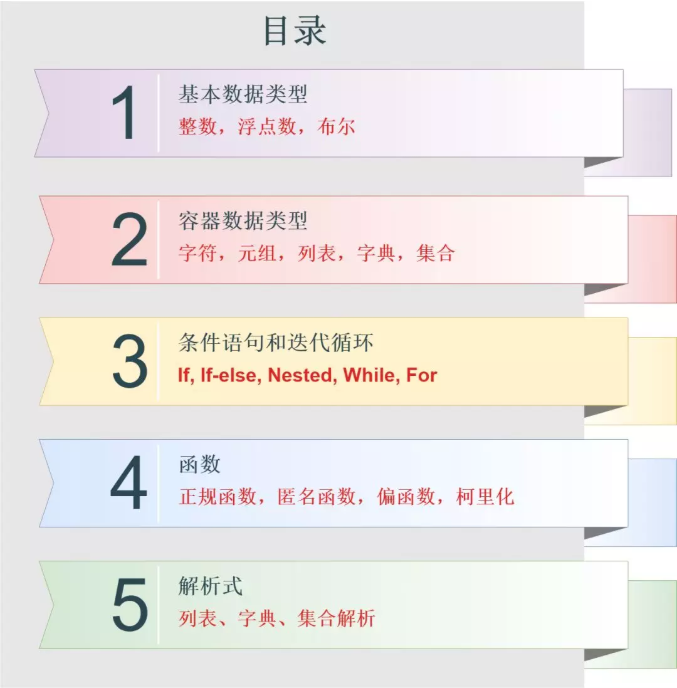 目录
1
基本数据类型
整数，浮点数，布尔
2
容器数据类型
字符，元组，列表，字典，集合
3
条件语句和迭代循环
If, If-else, Nested, While, For
4
函数
正规函数，匿名函数，偏函数，柯里化
5
解析式
列表、字典、集合解析